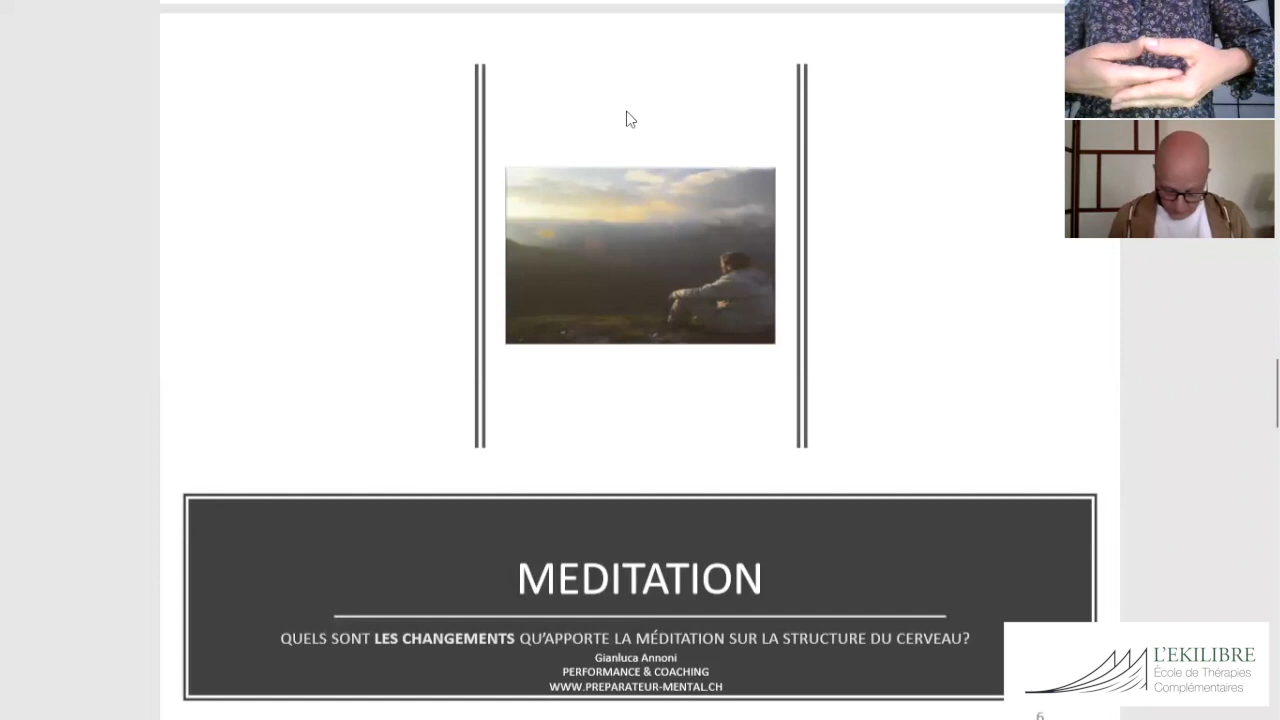 MEDITATION
QUELS SONT LES CHANGEMENTS QU'APPORTE LA MÉDITATION SUR LA STRUCTURE DU CERVEAU?
Gianluca Annoni
PERFORMANCE & COACHING
WWW.PREPARATEUR-MENTAL.CH
L'EKILIBRE
École de Thérapies
Complémentaires
6